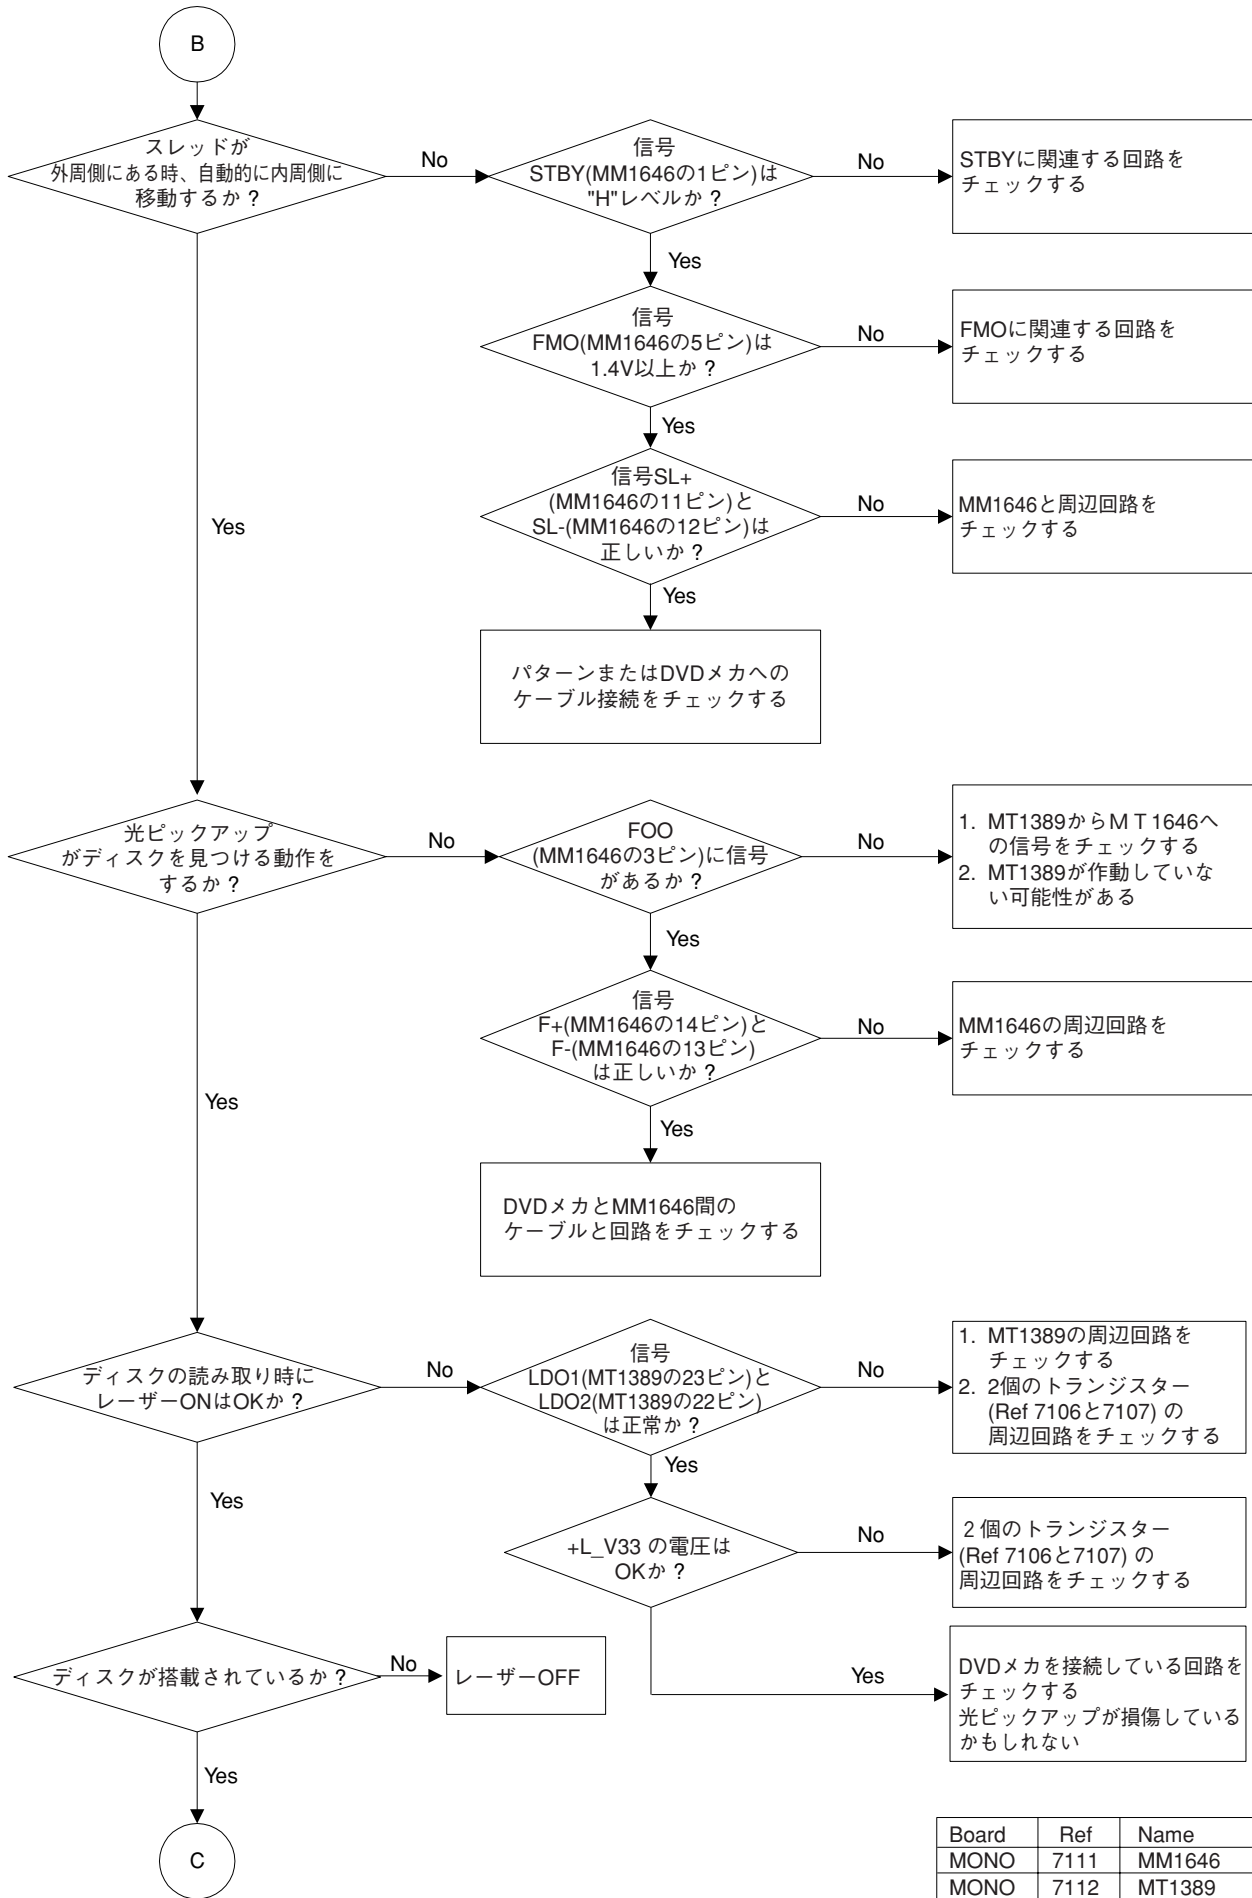 B
スレッドが
外周側にある時、自動的に内周側に
移動するか？
No
信号
STBY(MM1646の1ピン)は
"H"レベルか？
No
STBYに関連する回路を
チェックする
Yes
信号
FMO(MM1646の5ピン)は
1.4V以上か？
No
FMOに関連する回路を
チェックする
Yes
信号SL+
(MM1646の11ピン)と
SL-(MM1646の12ピン)は
正しいか？
No
MM1646と周辺回路を
チェックする
Yes
Yes
パターンまたはDVDメカへの
ケーブル接続をチェックする
光ピックアップ
がディスクを見つける動作を
するか？
No
FOO
(MM1646の3ピン)に信号
があるか？
No
1. MT1389からＭＴ1646へ
の信号をチェックする
2. MT1389が作動していな
い可能性がある
Yes
信号
F+(MM1646の14ピン)と
F-(MM1646の13ピン)
は正しいか？
No
MM1646の周辺回路を
チェックする
Yes
Yes
DVDメカとMM1646間の
ケーブルと回路をチェックする
ディスクの読み取り時に
レーザーONはOKか？
No
信号
LDO1(MT1389の23ピン)と
LDO2(MT1389の22ピン)
は正常か？
No
1. MT1389の周辺回路を
チェックする
2. 2個のトランジスター
(Ref 7106と7107) の
周辺回路をチェックする
Yes
Yes
+L_V33 の電圧は
OKか？
No
２個のトランジスター
(Ref 7106と7107) の
周辺回路をチェックする
ディスクが搭載されているか？
No
レーザーOFF
Yes
DVDメカを接続している回路を
チェックする
光ピックアップが損傷している
かもしれない
Yes
C
Board Ref Name
MONO 7111 MM1646
MONO 7112 MT1389